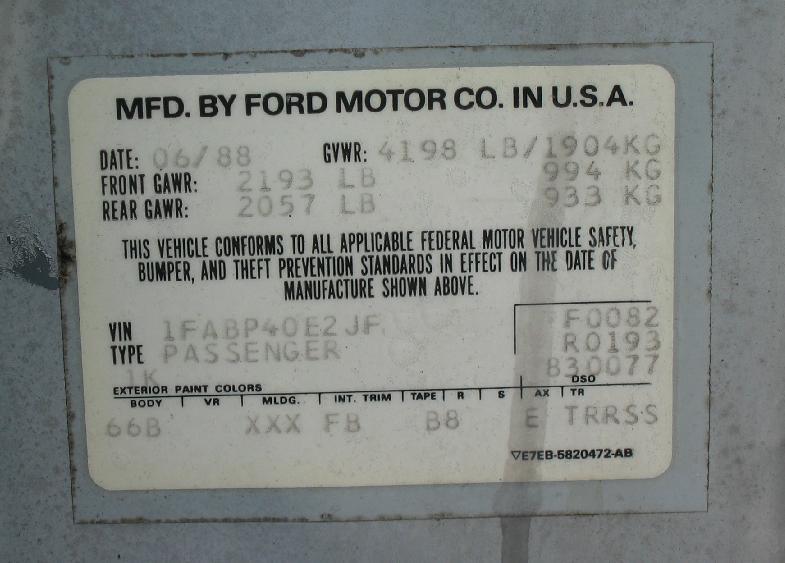 MFD. BY FORD MOTOR CO. IN U.S.A.
DATE: 06/88 GVWR: 4198 LB/1904KG
FRONT GAWR: 2193 LB 994 KG
REAR GAWR: 2057 LB 933 KG
THIS VEHICLE CONFORMS TO ALL APPLICABLE FEDERAL MOTOR VEHICLE SAFETY,
BUMPER, AND THEFT PREVENTION STANDARDS IN EFFECT ON THE DATE OF
MANUFACTURE SHOWN ABOVE.
VIN 1FABP40E2JF F0082
TYPE PASSENGER R0193
1K 830077
EXTERIOR PAINT COLORS DSO
BODY VR MLDG. INT. TRIM TAPE R S AX TR
66B XXX FB B8 E TRRSS
▽E7EB-5820472-AB